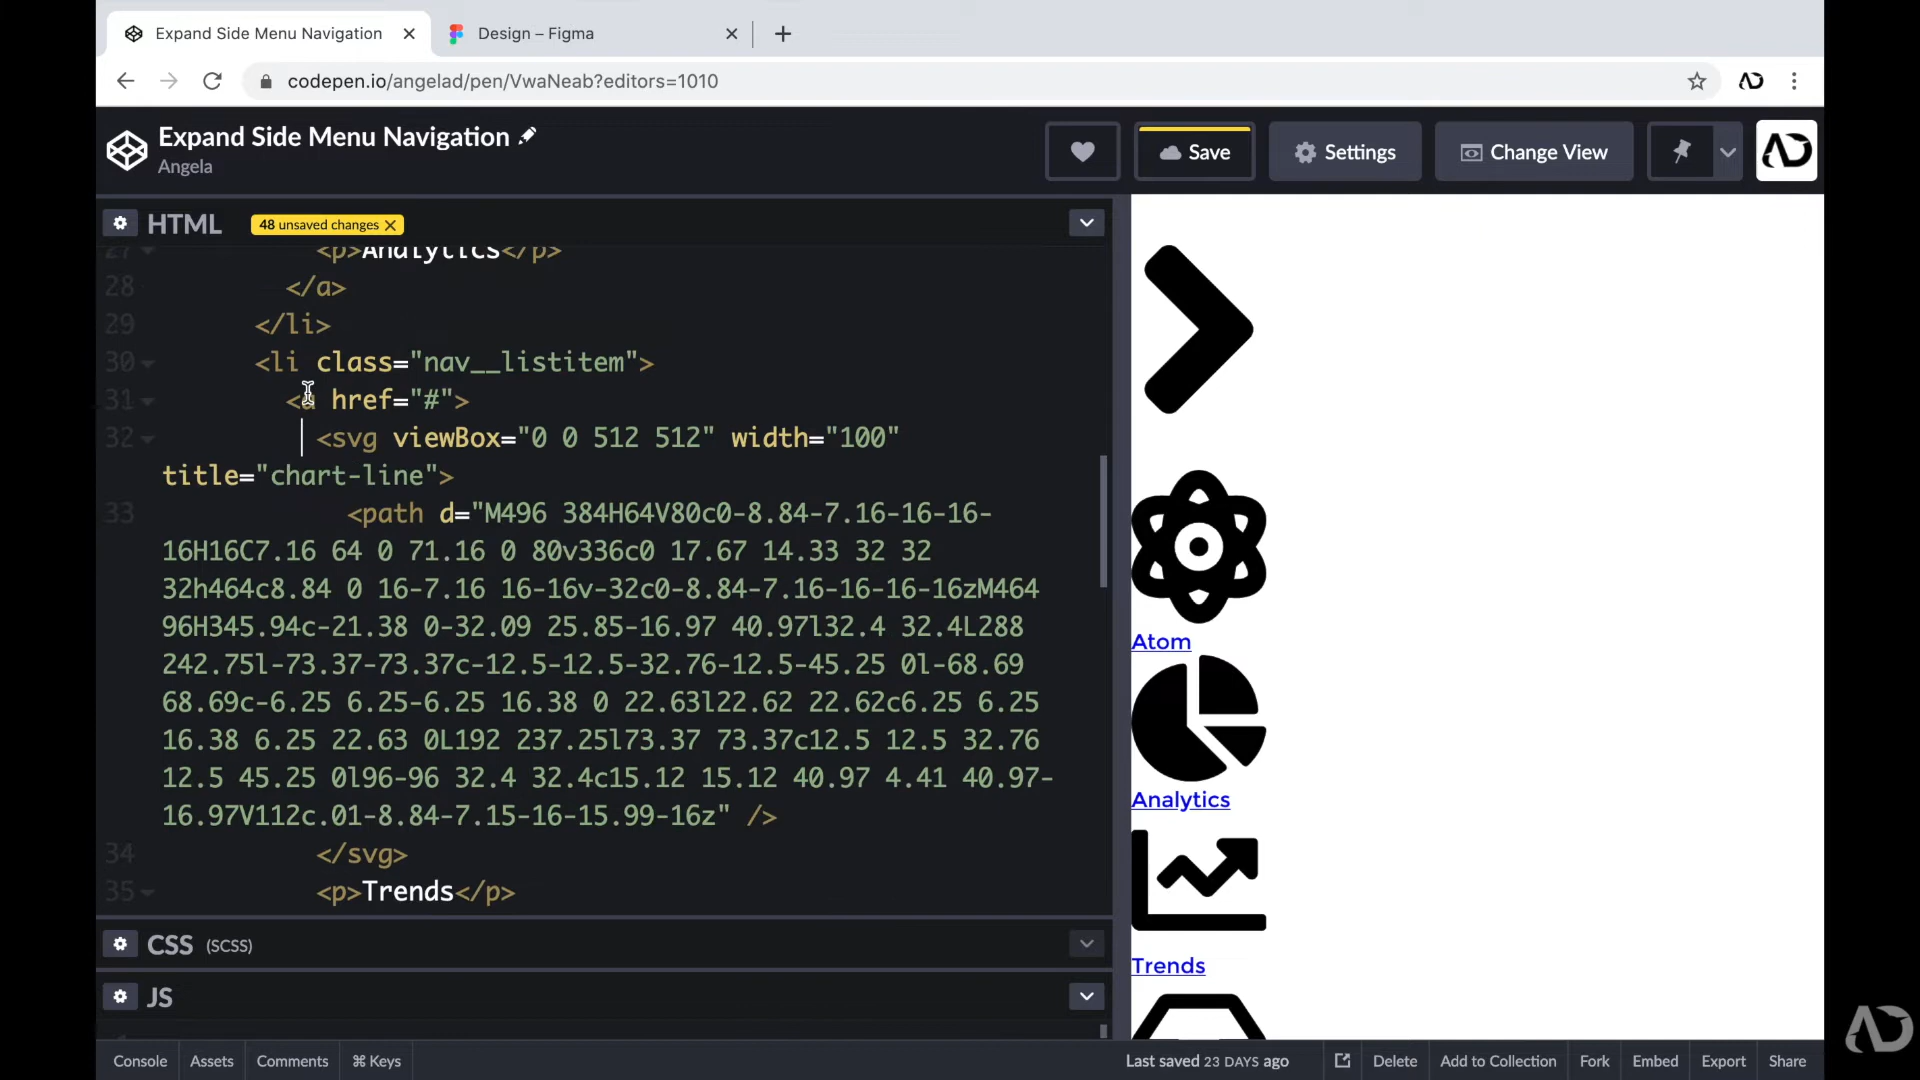 Expand Side Menu Navigation
Design – Figma
codepen.io/angelad/pen/VwaNeab?editors=1010
Expand Side Menu Navigation
Angela
Save
Settings
Change View
HTML
48 unsaved changes
27 <p>Analytics</p>
28 </a>
29 </li>
30 <li class="nav__listitem">
31 <a href="#">
32 <svg viewBox="0 0 512 512" width="100"
title="chart-line">
33 <path d="M496 384H64V80c0-8.84-7.16-16-16-
16H16C7.16 64 0 71.16 0 80v336c0 17.67 14.33 32 32
32h464c8.84 0 16-7.16 16-16v-32c0-8.84-7.16-16-16-16zM464
96H345.94c-21.38 0-32.09 25.85-16.97 40.97l32.4 32.4L288
242.75l-73.37-73.37c-12.5-12.5-32.76-12.5-45.25 0l-68.69
68.69c-6.25 6.25-6.25 16.38 0 22.63l22.62 22.62c6.25 6.25
16.38 6.25 22.63 0L192 237.25l73.37 73.37c12.5 12.5 32.76
12.5 45.25 0l96-96 32.4 32.4c15.12 15.12 40.97 4.41 40.97-
16.97V112c.01-8.84-7.15-16-15.99-16z" />
34 </svg>
35 <p>Trends</p>
CSS (SCSS)
JS
Atom
Analytics
Trends
Console
Assets
Comments
⌘ Keys
Last saved 23 DAYS ago
Delete
Add to Collection
Fork
Embed
Export
Share